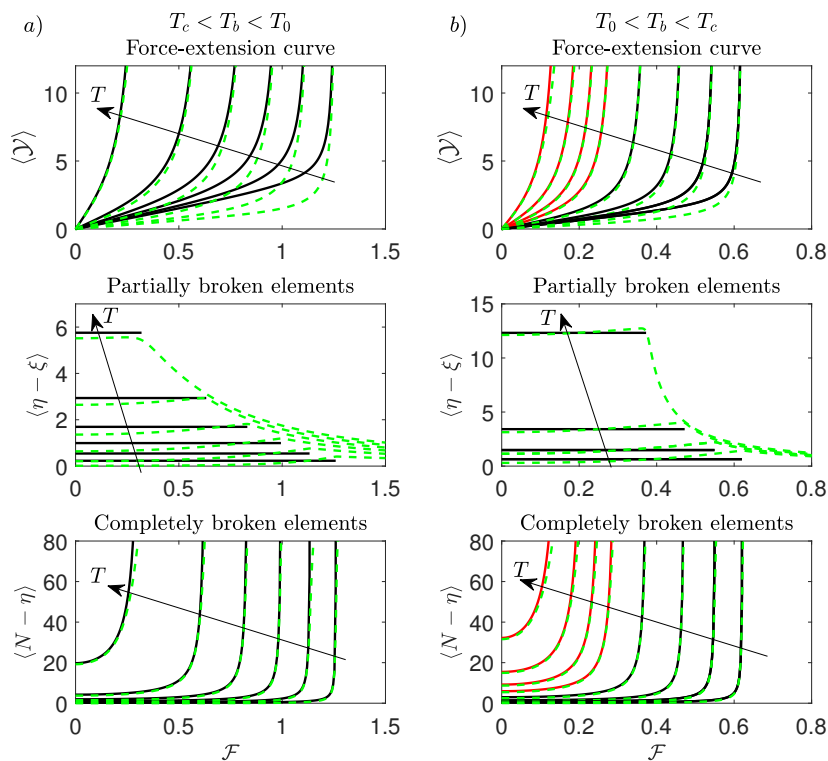 a)
T_c < T_b < T_0
Force-extension curve
10
5
0
⟨𝒴⟩
T
0
0.5
1
1.5
Partially broken elements
6
4
2
0
⟨η − ξ⟩
T
0
0.5
1
1.5
Completely broken elements
80
60
40
20
0
⟨N − η⟩
T
0
0.5
1
1.5
ℱ
b)
T_0 < T_b < T_c
Force-extension curve
10
5
0
⟨𝒴⟩
T
0
0.2
0.4
0.6
0.8
Partially broken elements
15
10
5
0
⟨η − ξ⟩
T
0
0.2
0.4
0.6
0.8
Completely broken elements
80
60
40
20
0
⟨N − η⟩
T
0
0.2
0.4
0.6
0.8
ℱ